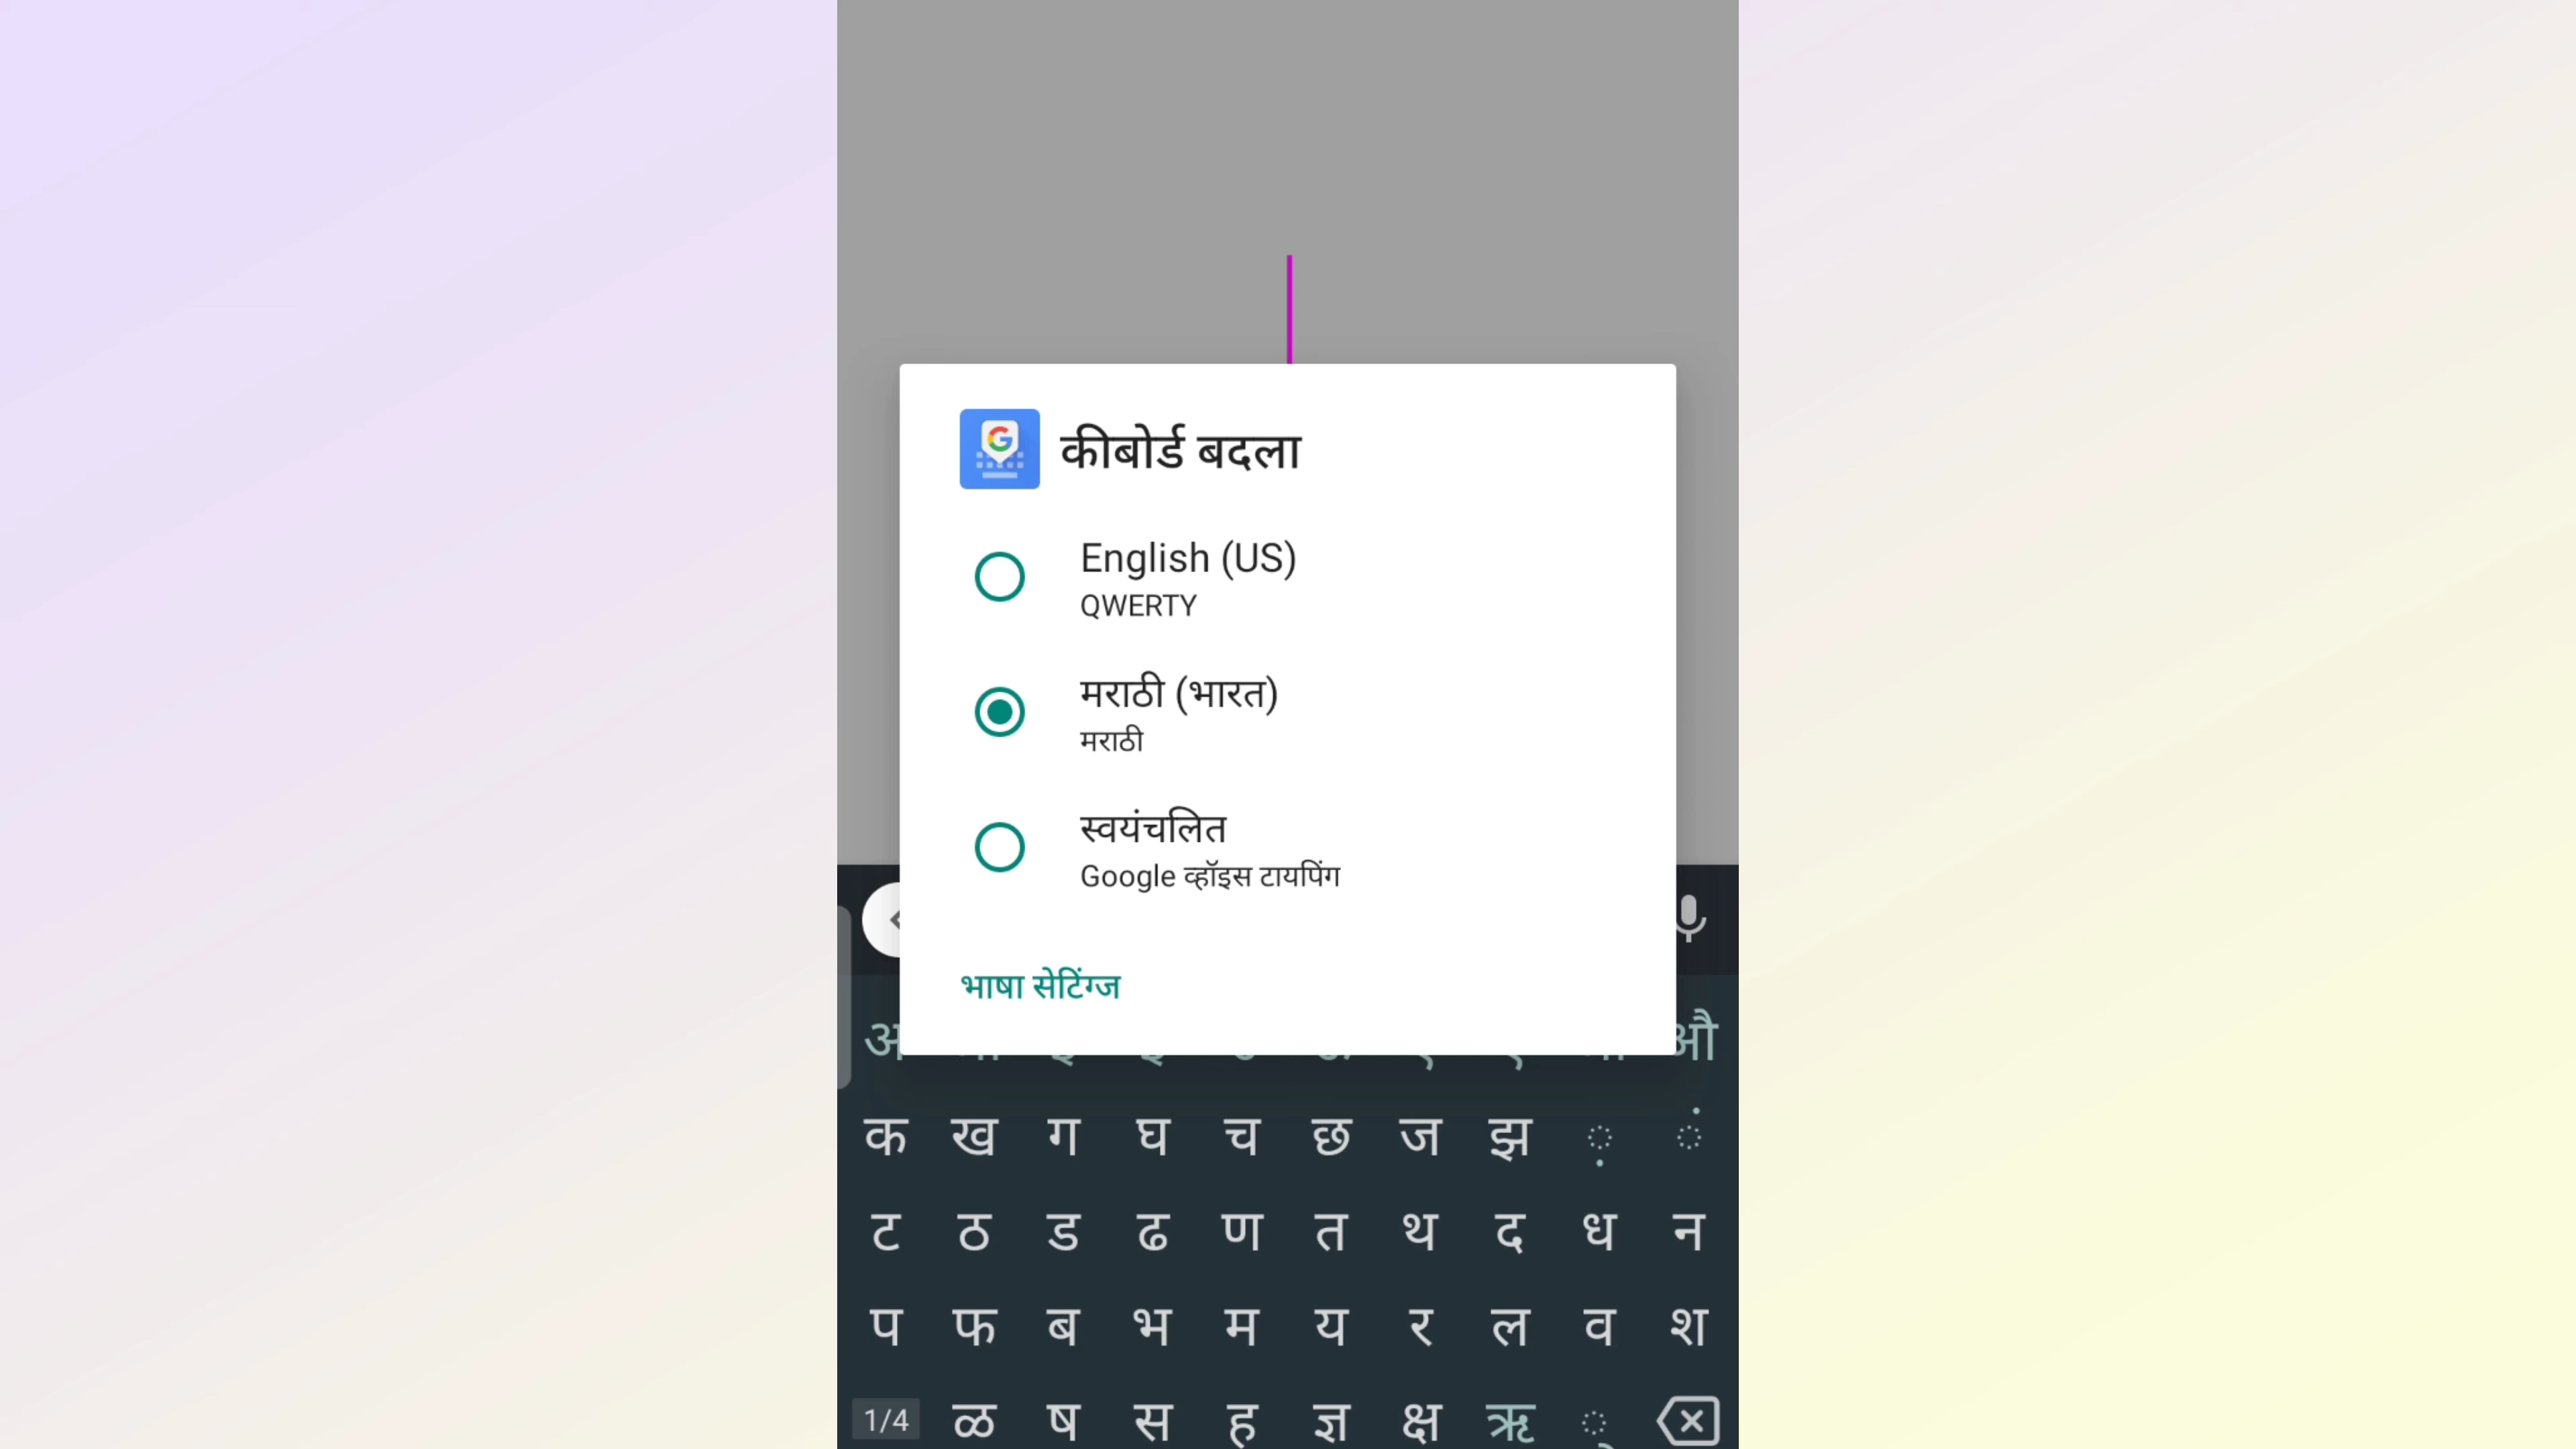 कीबोर्ड बदला
English (US)
QWERTY
मराठी (भारत)
मराठी
स्वयंचलित
Google व्हॉइस टायपिंग
भाषा सेटिंग्ज
औ
क ख ग घ च छ ज झ ़ ं
ट ठ ड ढ ण त थ द ध न
प फ ब भ म य र ल व श
1/4 ळ ष स ह ज्ञ क्ष ऋ